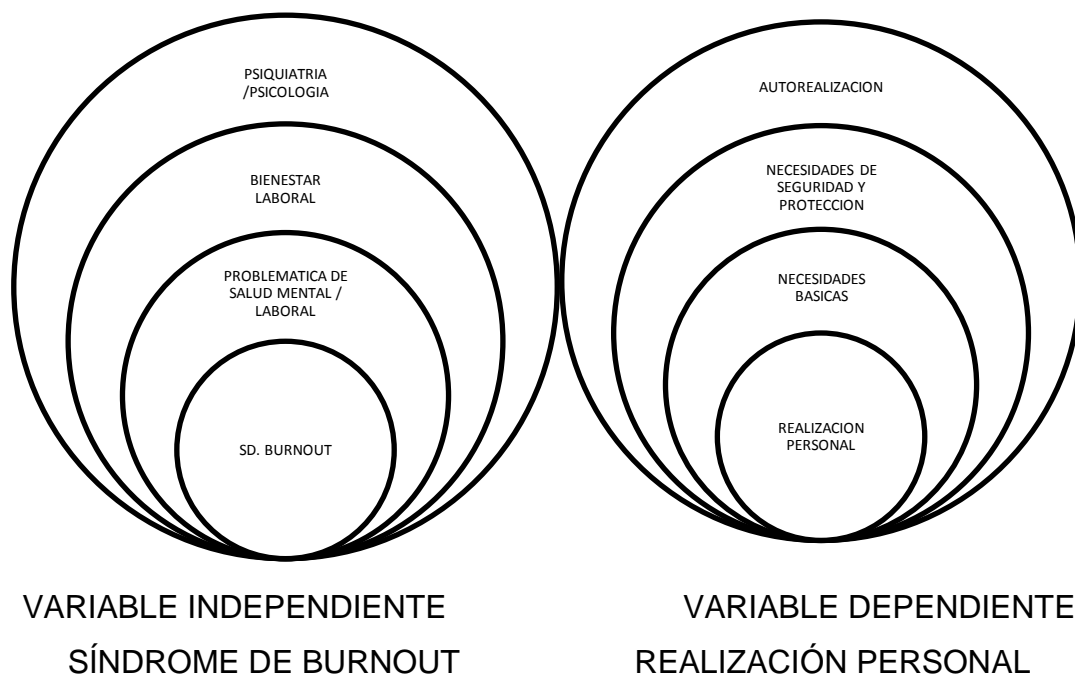 PSIQUIATRIA
/PSICOLOGIA
BIENESTAR
LABORAL
PROBLEMATICA DE
SALUD MENTAL /
LABORAL
SD. BURNOUT
AUTOREALIZACION
NECESIDADES DE
SEGURIDAD Y
PROTECCION
NECESIDADES
BASICAS
REALIZACION
PERSONAL
VARIABLE INDEPENDIENTE
SÍNDROME DE BURNOUT
VARIABLE DEPENDIENTE
REALIZACIÓN PERSONAL